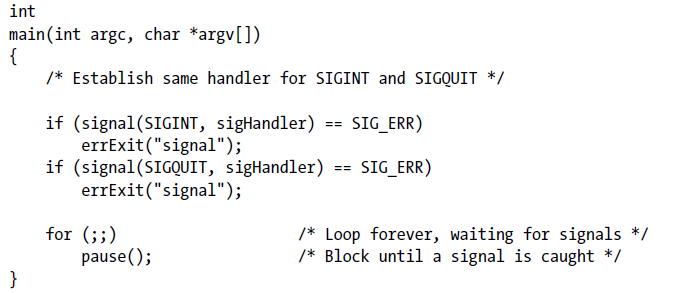 int
main(int argc, char *argv[])
{
    /* Establish same handler for SIGINT and SIGQUIT */
    if (signal(SIGINT, sigHandler) == SIG_ERR)
        errExit("signal");
    if (signal(SIGQUIT, sigHandler) == SIG_ERR)
        errExit("signal");
    for (;;)                    /* Loop forever, waiting for signals */
        pause();                /* Block until a signal is caught */
}